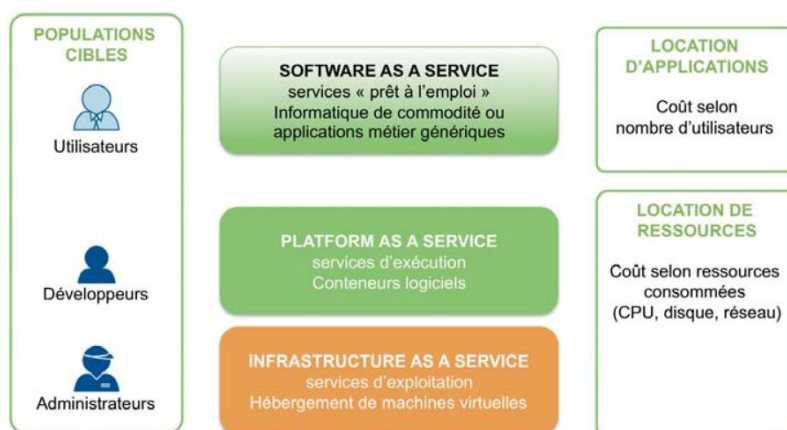 POPULATIONS
CIBLES
Utilisateurs
Développeurs
Administrateurs
SOFTWARE AS A SERVICE
services « prêt à l'emploi »
Informatique de commodité ou
applications métier génériques
PLATFORM AS A SERVICE
services d'exécution
Conteneurs logiciels
INFRASTRUCTURE AS A SERVICE
services d'exploitation
Hébergement de machines virtuelles
LOCATION
D'APPLICATIONS
Coût selon
nombre d'utilisateurs
LOCATION DE
RESSOURCES
Coût selon ressources
consommées
(CPU, disque, réseau)